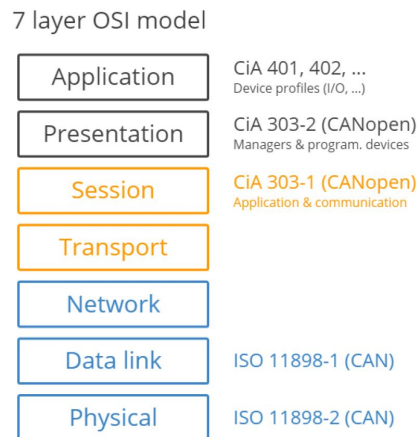 7 layer OSI model
Application
CiA 401, 402, ...
Device profiles (I/O, ...)
Presentation
CiA 303-2 (CANopen)
Managers & program. devices
Session
CiA 303-1 (CANopen)
Application & communication
Transport
Network
Data link
ISO 11898-1 (CAN)
Physical
ISO 11898-2 (CAN)